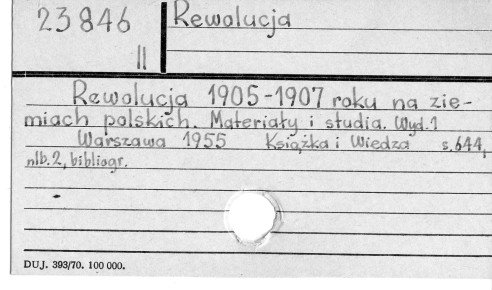 23846
II
Rewolucja
Rewolucja 1905-1907 roku na zie-
miach polskich. Materiały i studia. Wyd. 1
Warszawa 1955 Książka i Wiedza s. 644,
nlb. 2, bibliogr.
DUJ. 393/70. 100 000.